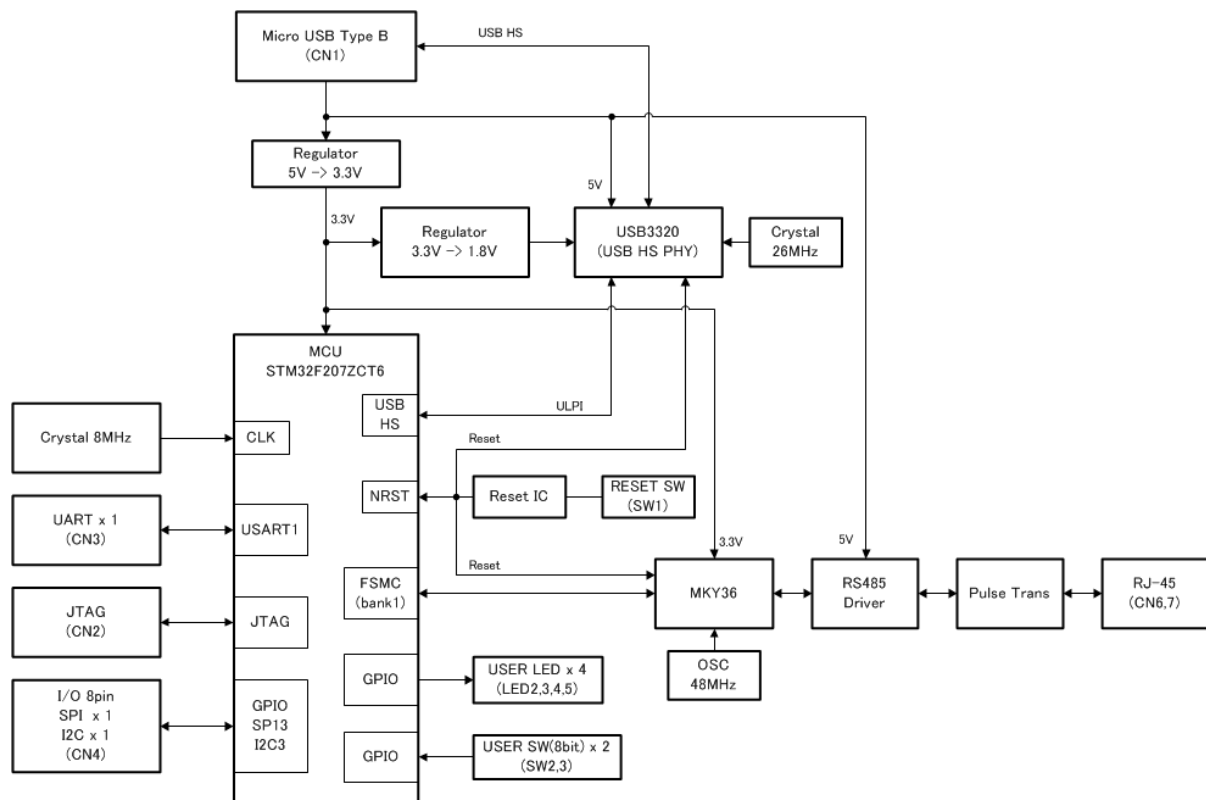 Micro USB Type B
(CN1)
USB HS
Regulator
5V -> 3.3V
5V
3.3V
Regulator
3.3V -> 1.8V
USB3320
(USB HS PHY)
Crystal
26MHz
MCU
STM32F207ZCT6
USB
HS
ULPI
Crystal 8MHz
CLK
Reset
NRST
Reset IC
RESET SW
(SW1)
UART x 1
(CN3)
USART1
3.3V
5V
Reset
FSMC
(bank1)
MKY36
RS485
Driver
Pulse Trans
RJ-45
(CN6,7)
JTAG
(CN2)
JTAG
OSC
48MHz
GPIO
USER LED x 4
(LED2,3,4,5)
I/O 8pin
SPI x 1
I2C x 1
(CN4)
GPIO
SP13
I2C3
GPIO
USER SW(8bit) x 2
(SW2,3)